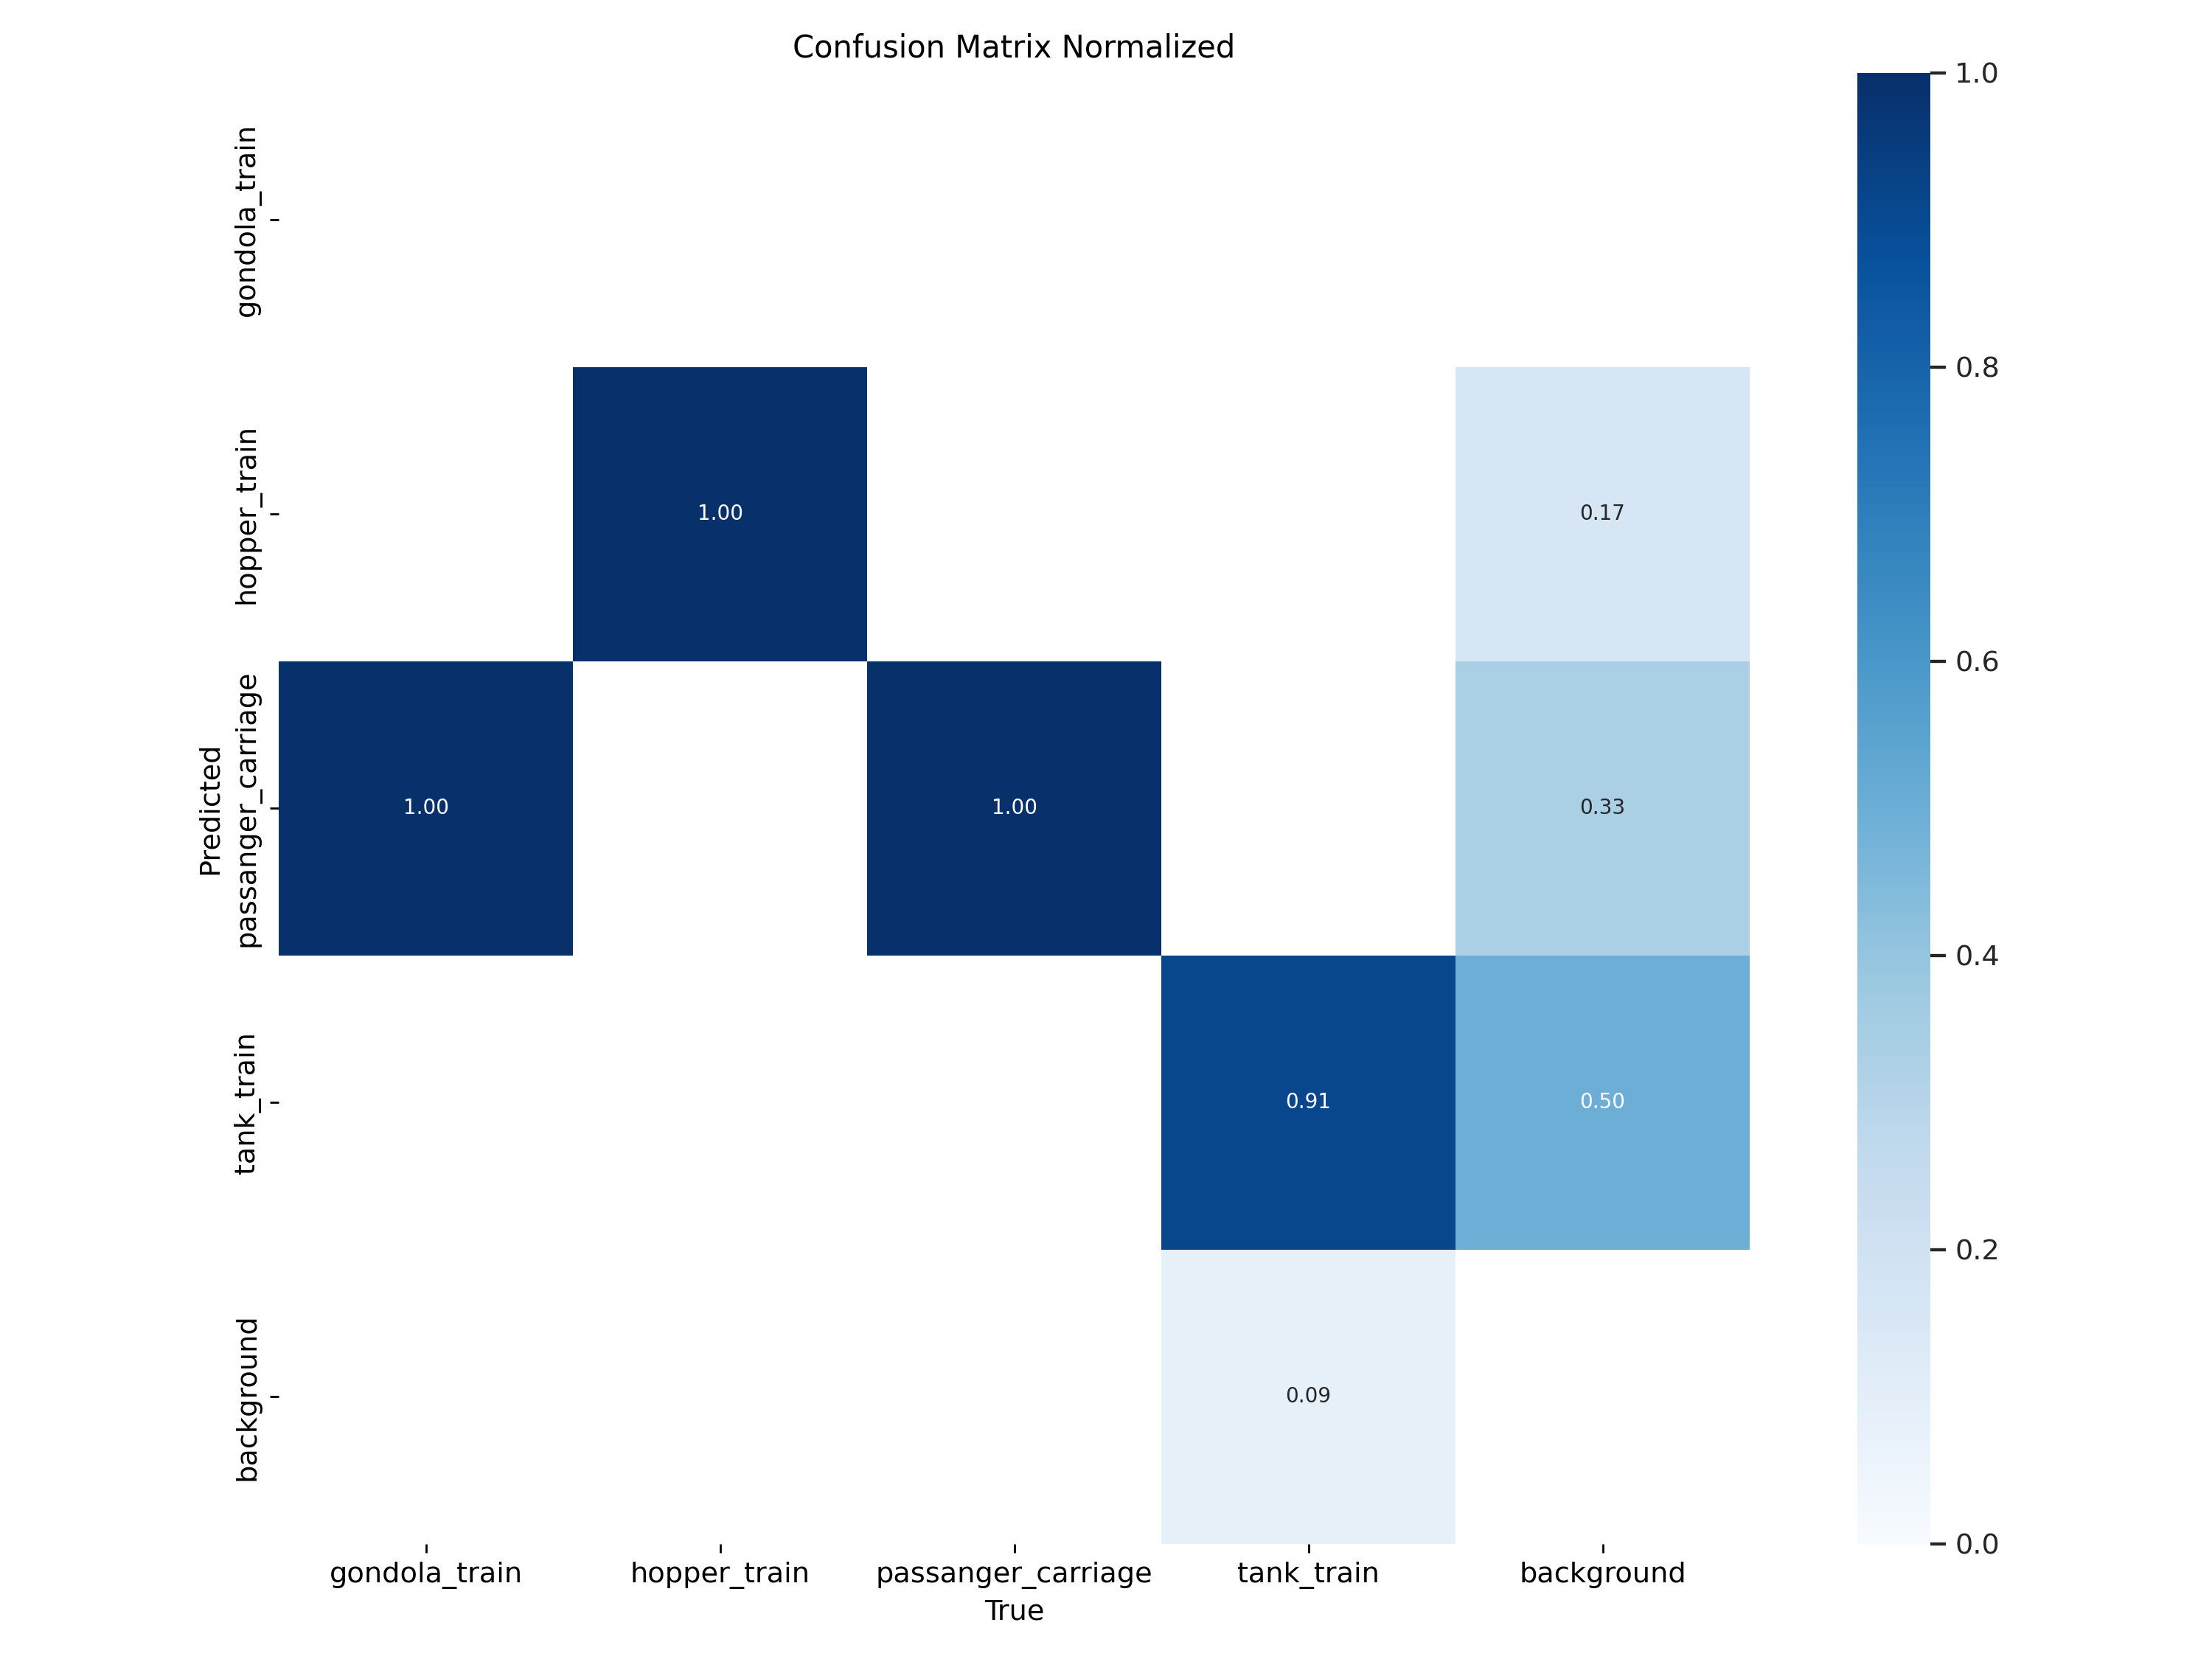 Confusion Matrix Normalized
Predicted
gondola_train
hopper_train
passanger_carriage
tank_train
background
1.00
0.17
1.00
1.00
0.33
0.91
0.50
0.09
gondola_train
hopper_train
passanger_carriage
tank_train
background
True
1.0
0.8
0.6
0.4
0.2
0.0